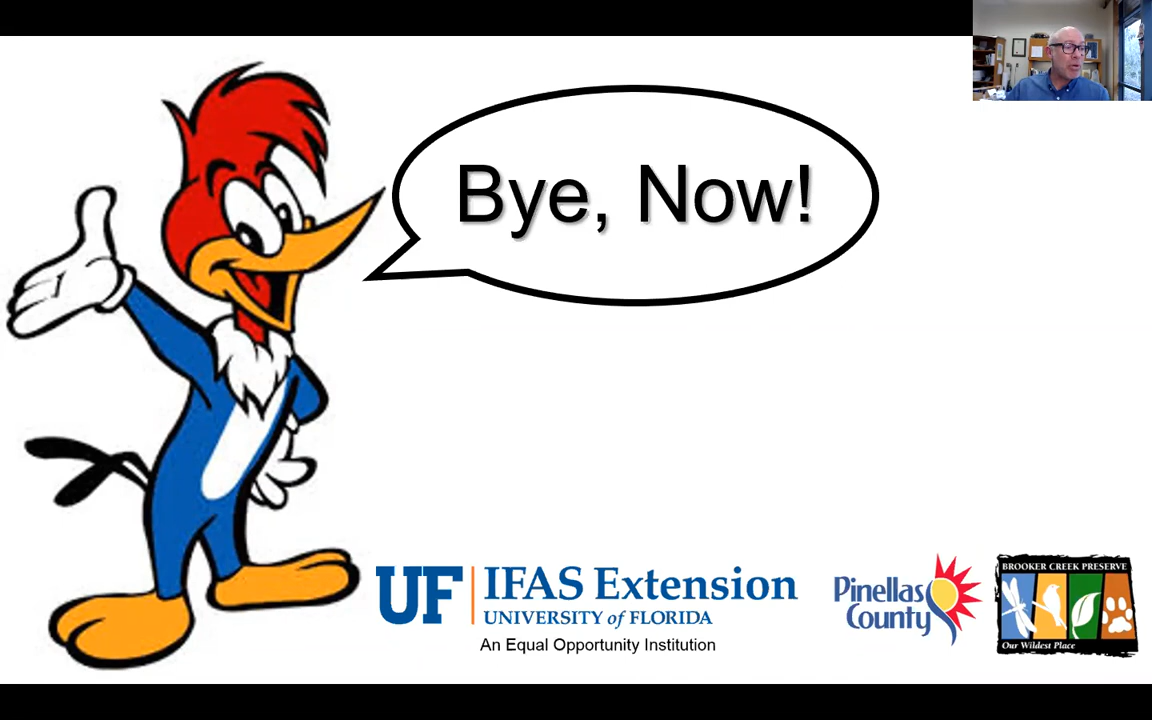 Bye, Now!
UF IFAS Extension
UNIVERSITY of FLORIDA
An Equal Opportunity Institution
Pinellas
County
BROOKER CREEK PRESERVE
Our Wildest Place